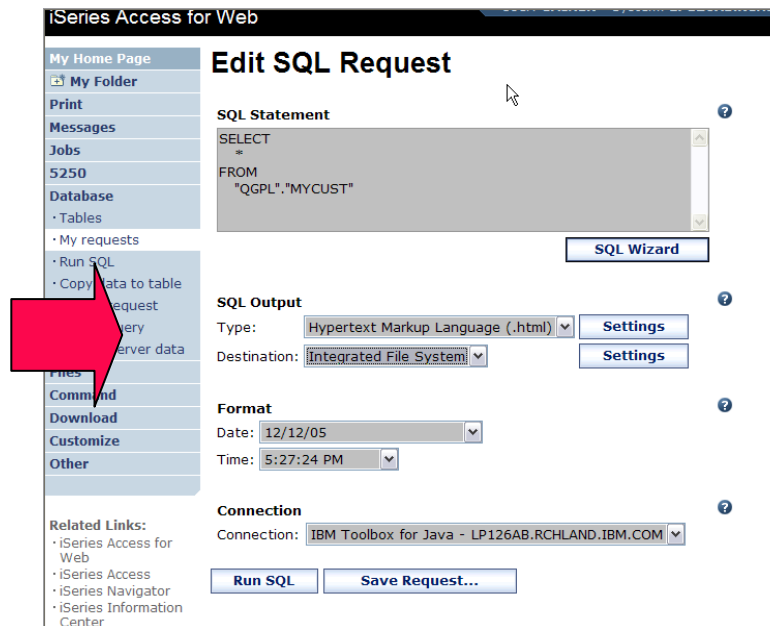 iSeries Access for Web
My Home Page
My Folder
Print
Messages
Jobs
5250
Database
· Tables
· My requests
· Run SQL
· Copy data to table
request
erver data
Command
Download
Customize
Other
Related Links:
· iSeries Access for
Web
· iSeries Access
· iSeries Navigator
· iSeries Information
Center
Edit SQL Request
SQL Statement
SELECT
*
FROM
"QGPL"."MYCUST"
SQL Wizard
SQL Output
Type: Hypertext Markup Language (.html) Settings
Destination: Integrated File System Settings
Format
Date: 12/12/05
Time: 5:27:24 PM
Connection
Connection: IBM Toolbox for Java - LP126AB.RCHLAND.IBM.COM
Run SQL Save Request...